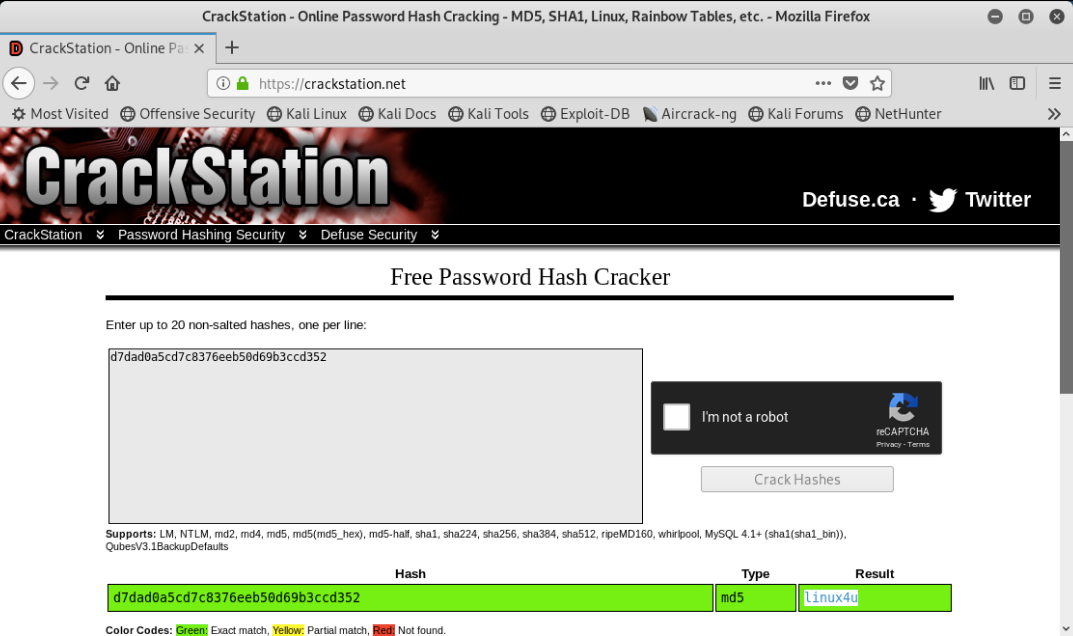 CrackStation - Online Password Hash Cracking - MD5, SHA1, Linux, Rainbow Tables, etc. - Mozilla Firefox
CrackStation - Online Pas
https://crackstation.net
Most Visited Offensive Security Kali Linux Kali Docs Kali Tools Exploit-DB Aircrack-ng Kali Forums NetHunter
CrackStation
Defuse.ca · Twitter
CrackStation Password Hashing Security Defuse Security
Free Password Hash Cracker
Enter up to 20 non-salted hashes, one per line:
d7dad0a5cd7c8376eeb50d69b3ccd352
I'm not a robot
reCAPTCHA
Privacy - Terms
Crack Hashes
Supports: LM, NTLM, md2, md4, md5, md5(md5_hex), md5-half, sha1, sha224, sha256, sha384, sha512, ripeMD160, whirlpool, MySQL 4.1+ (sha1(sha1_bin)),
QubesV3.1BackupDefaults
Hash Type Result
d7dad0a5cd7c8376eeb50d69b3ccd352 md5 linux4u
Color Codes: Green: Exact match, Yellow: Partial match, Red: Not found.